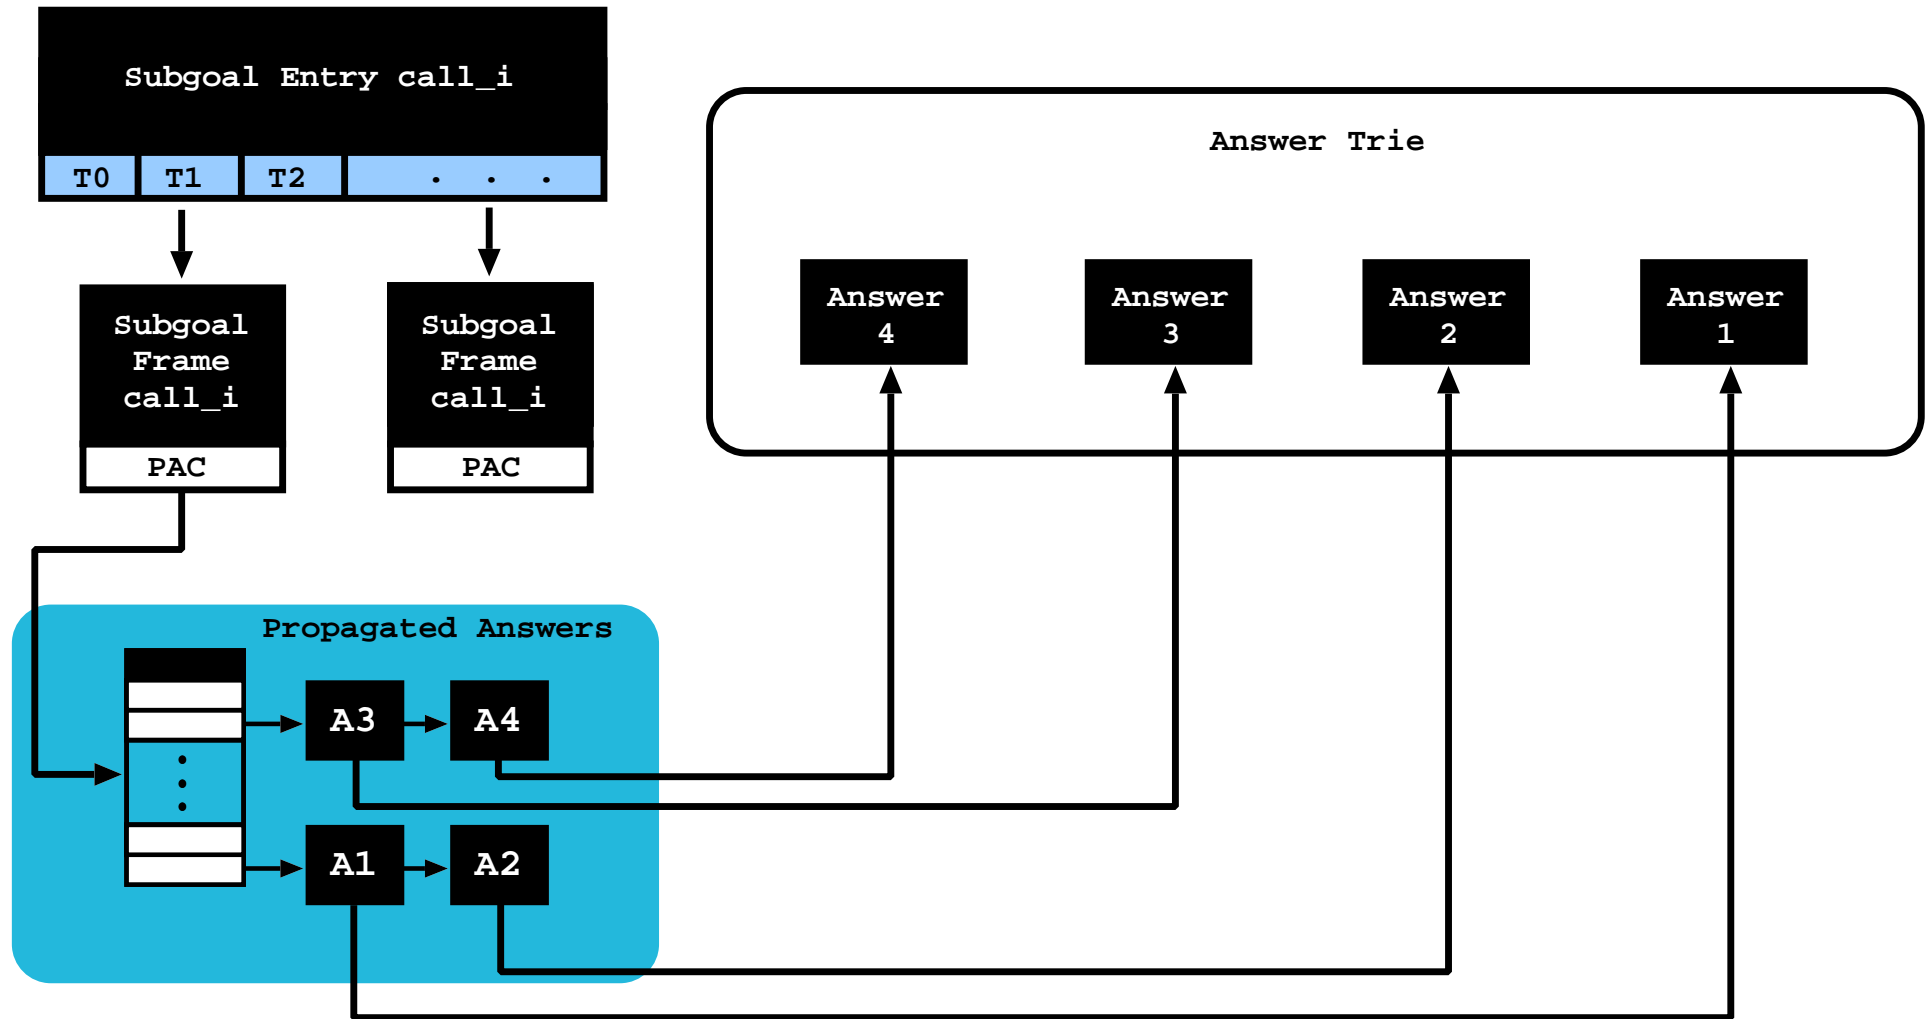 Subgoal Entry call_i
T0 T1 T2 . . .
Answer Trie
Subgoal
Frame
call_i
PAC
Subgoal
Frame
call_i
PAC
Answer
4
Answer
3
Answer
2
Answer
1
Propagated Answers
A3 A4
A1 A2